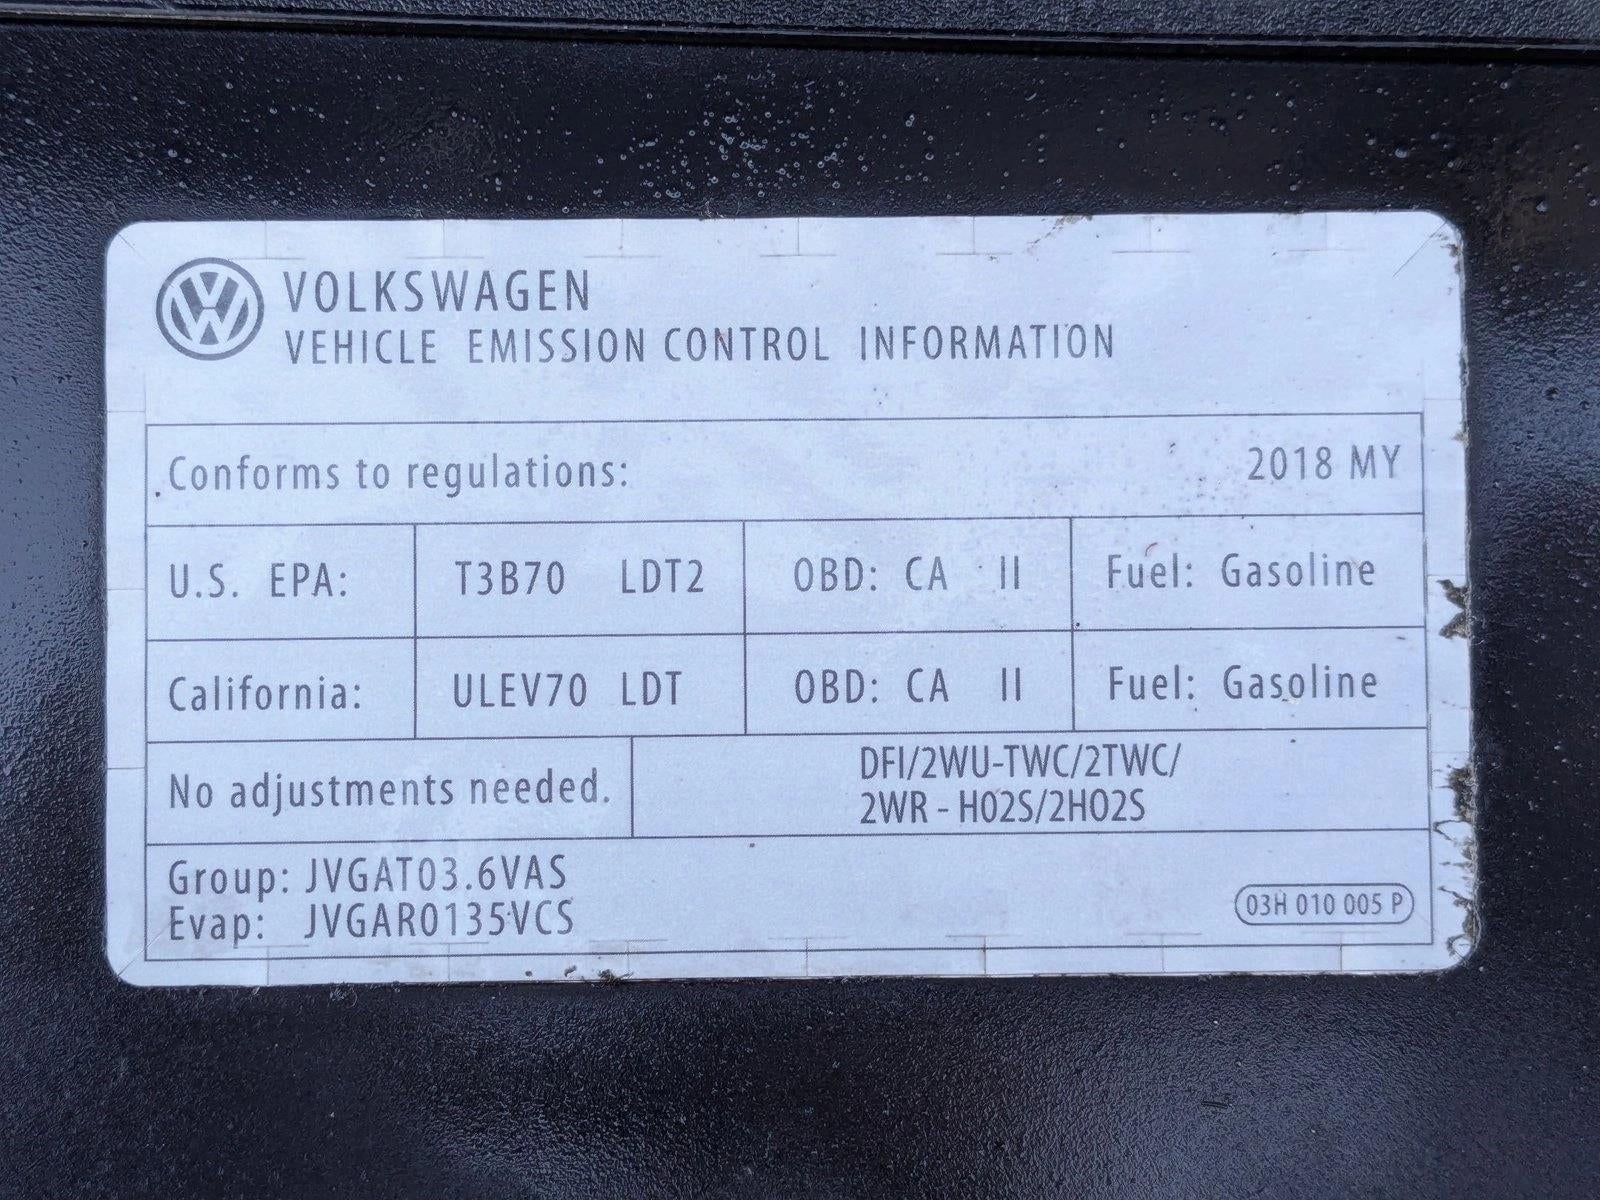 VOLKSWAGEN
VEHICLE EMISSION CONTROL INFORMATION
Conforms to regulations: 2018 MY
U.S. EPA: T3B70 LDT2 OBD: CA II Fuel: Gasoline
California: ULEV70 LDT OBD: CA II Fuel: Gasoline
No adjustments needed.
DFI/2WU-TWC/2TWC/
2WR - HO2S/2HO2S
Group: JVGAT03.6VAS
Evap: JVGAR0135VCS
03H 010 005 P